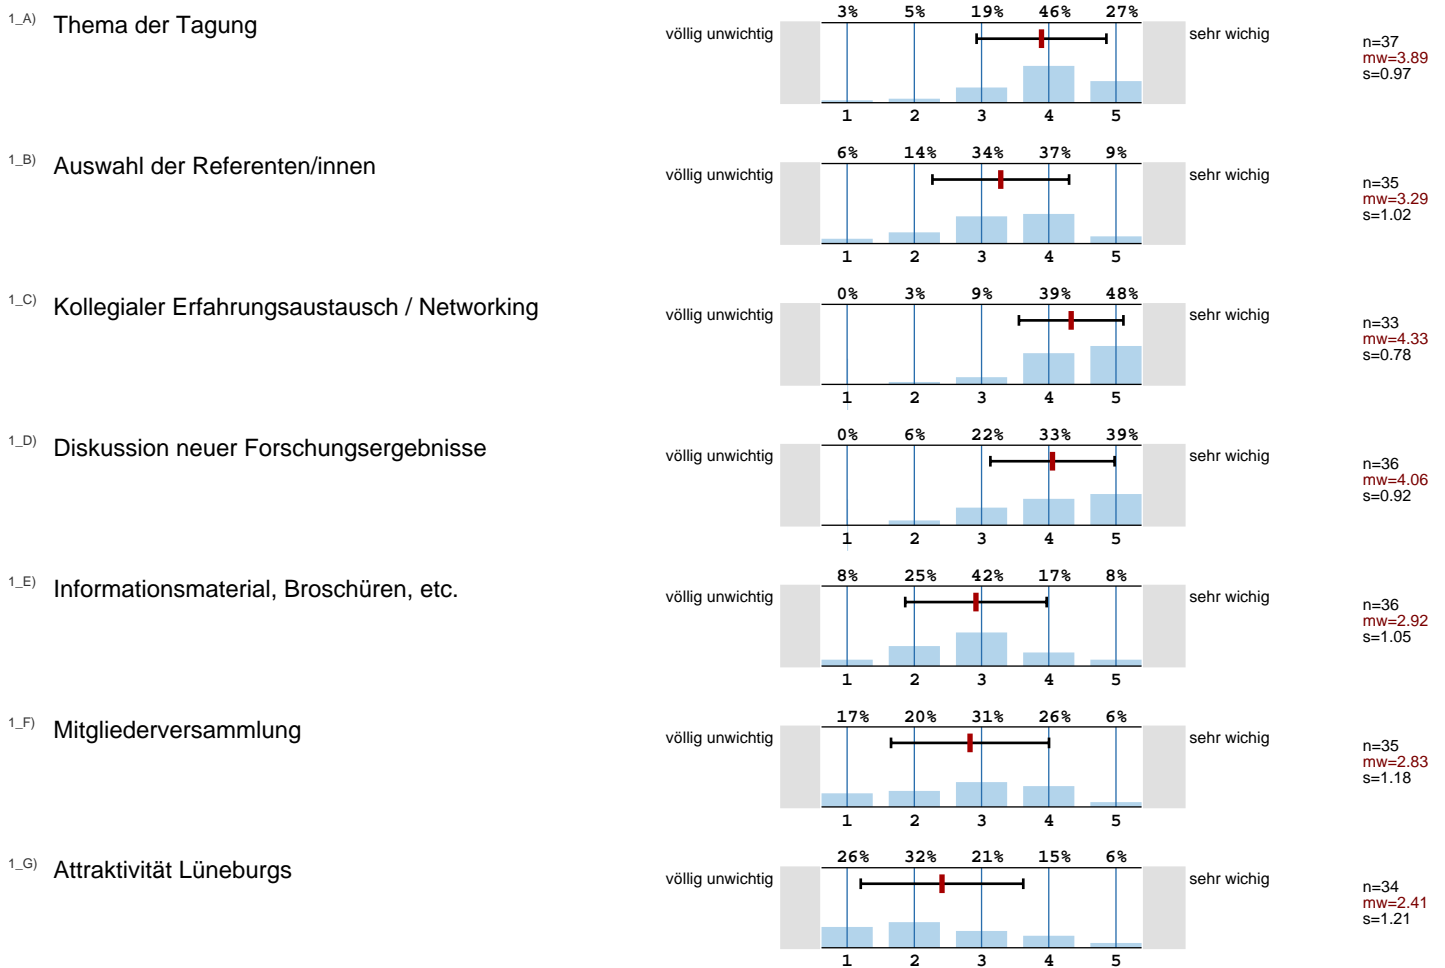 1_A) Thema der Tagung
3% 5% 19% 46% 27%
völlig unwichtig sehr wichig
1 2 3 4 5
n=37
mw=3.89
s=0.97
1_B) Auswahl der Referenten/innen
6% 14% 34% 37% 9%
völlig unwichtig sehr wichig
1 2 3 4 5
n=35
mw=3.29
s=1.02
1_C) Kollegialer Erfahrungsaustausch / Networking
0% 3% 9% 39% 48%
völlig unwichtig sehr wichig
1 2 3 4 5
n=33
mw=4.33
s=0.78
1_D) Diskussion neuer Forschungsergebnisse
0% 6% 22% 33% 39%
völlig unwichtig sehr wichig
1 2 3 4 5
n=36
mw=4.06
s=0.92
1_E) Informationsmaterial, Broschüren, etc.
8% 25% 42% 17% 8%
völlig unwichtig sehr wichig
1 2 3 4 5
n=36
mw=2.92
s=1.05
1_F) Mitgliederversammlung
17% 20% 31% 26% 6%
völlig unwichtig sehr wichig
1 2 3 4 5
n=35
mw=2.83
s=1.18
1_G) Attraktivität Lüneburgs
26% 32% 21% 15% 6%
völlig unwichtig sehr wichig
1 2 3 4 5
n=34
mw=2.41
s=1.21